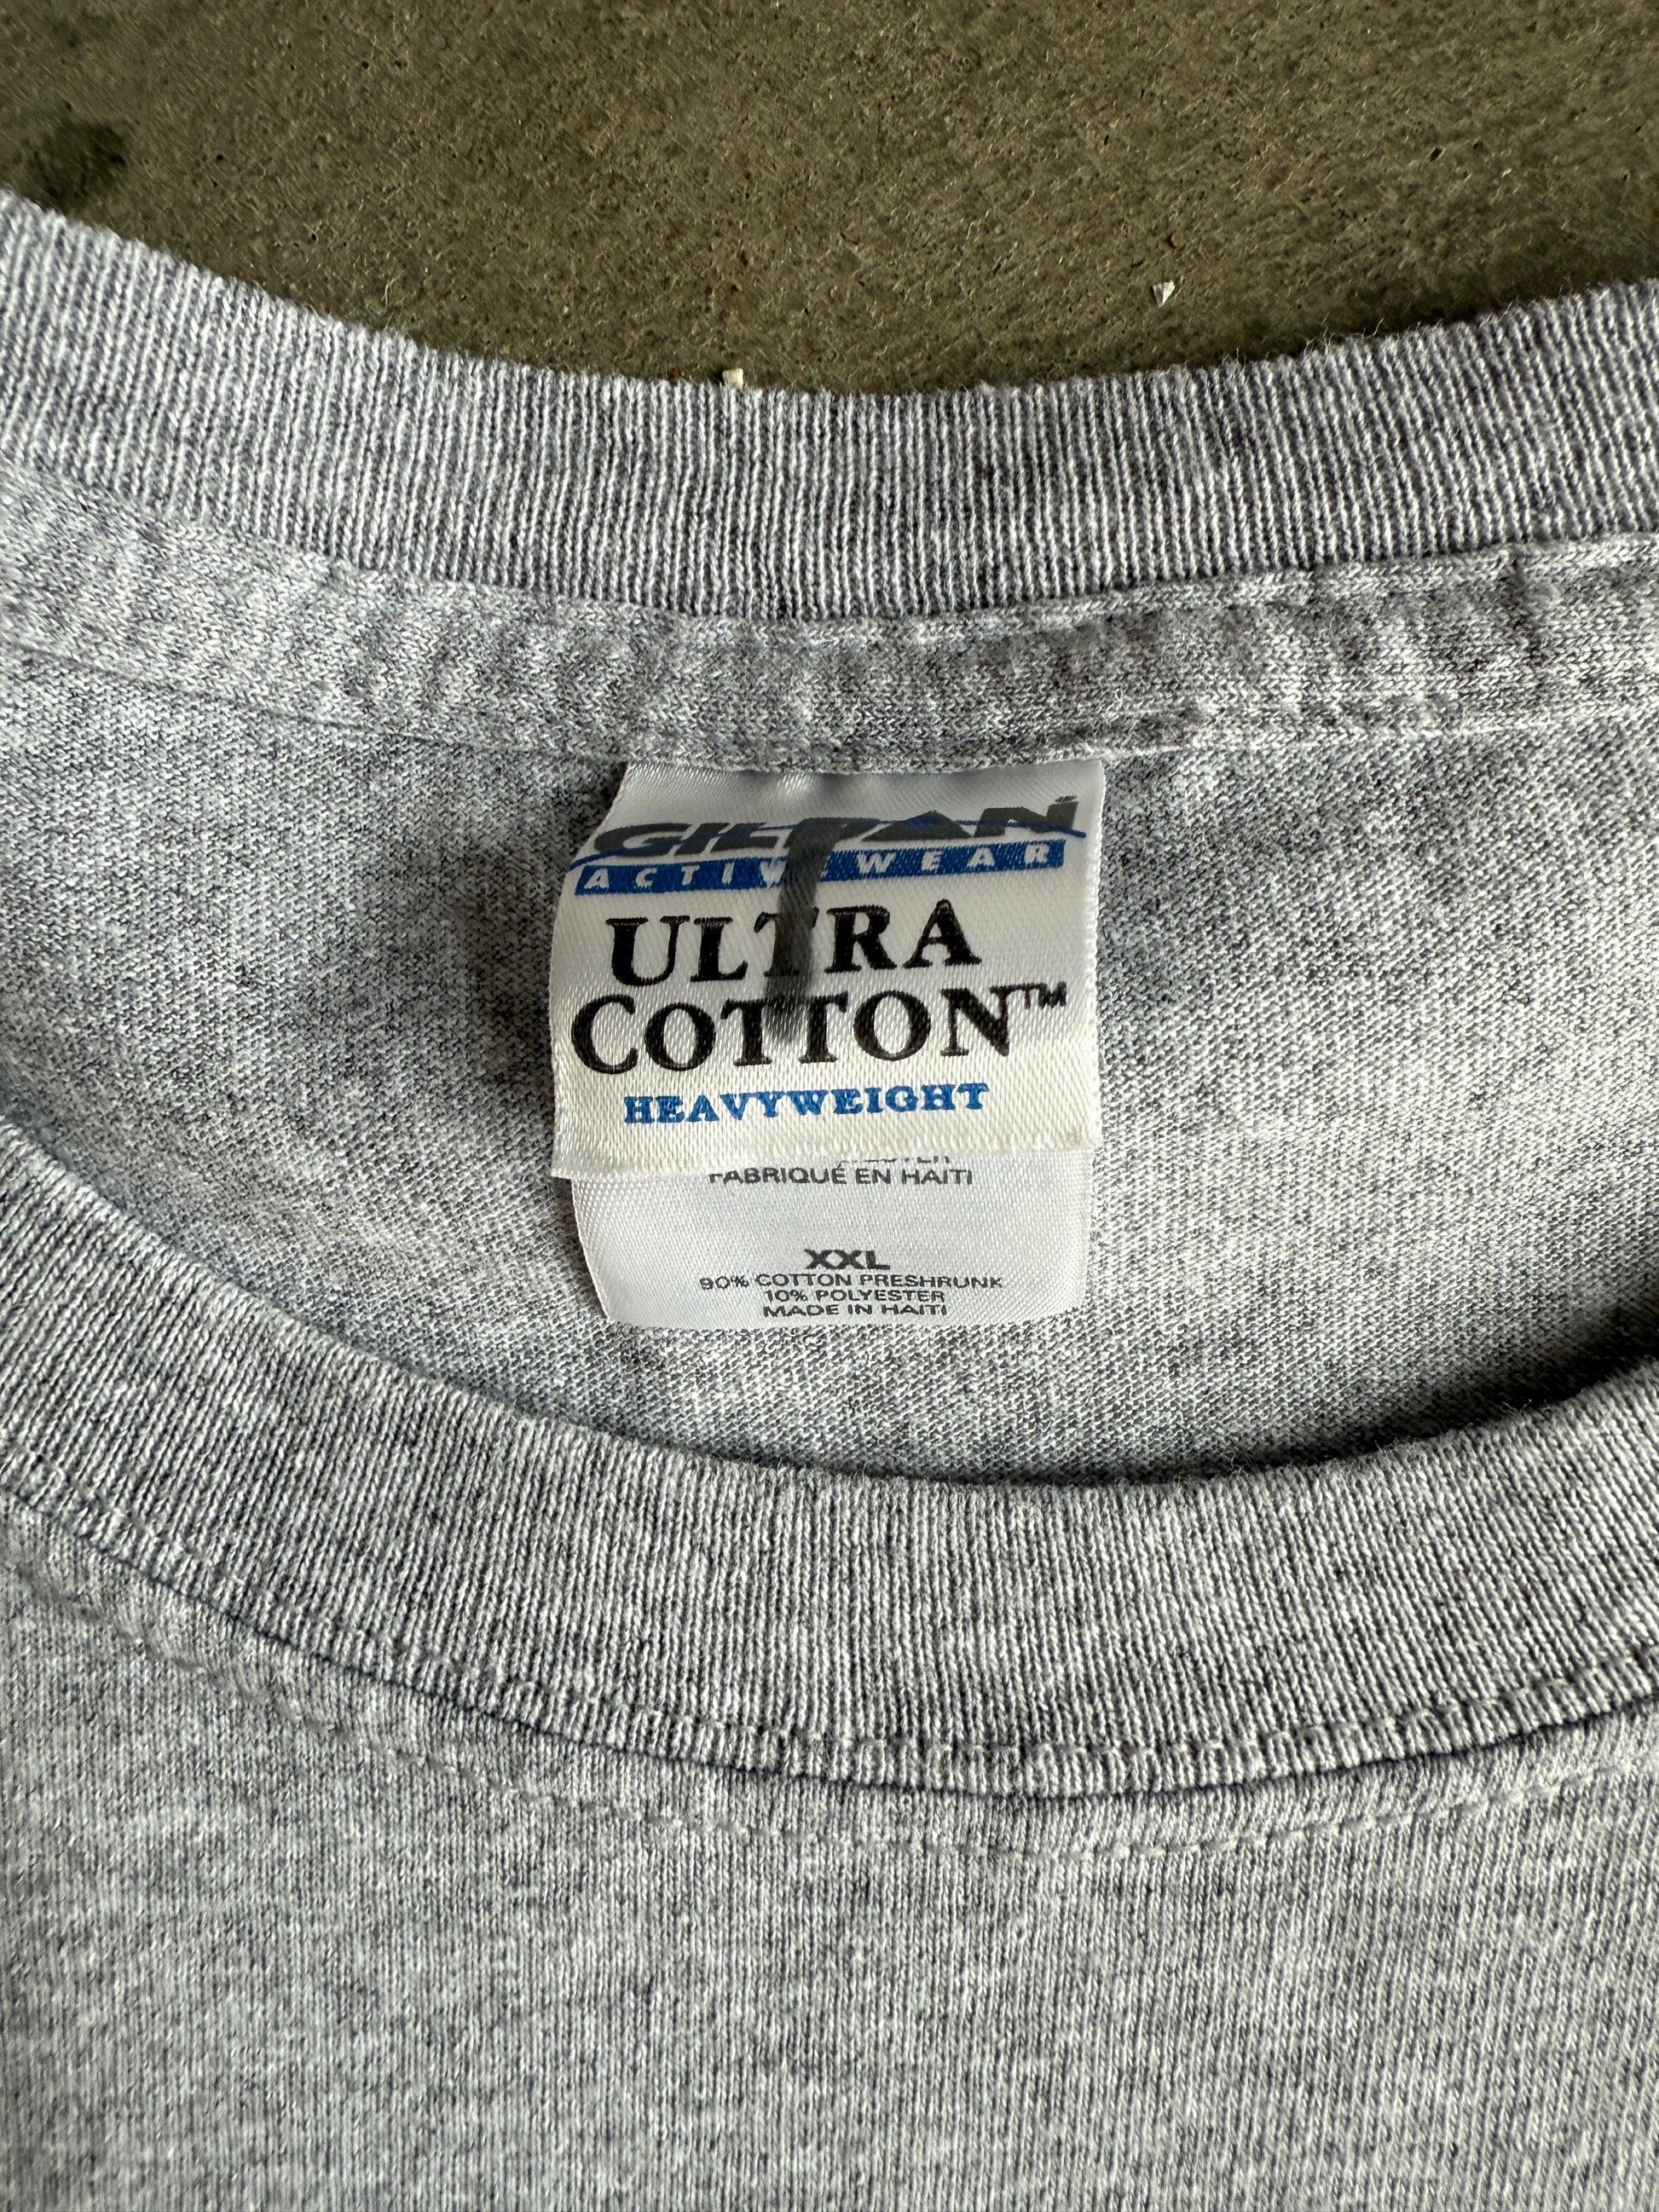 GILDAN
ACTIVEWEAR
ULTRA
COTTON™
HEAVYWEIGHT
FABRIQUÉ EN HAITI
XXL
90% COTTON PRESHRUNK
10% POLYESTER
MADE IN HAITI